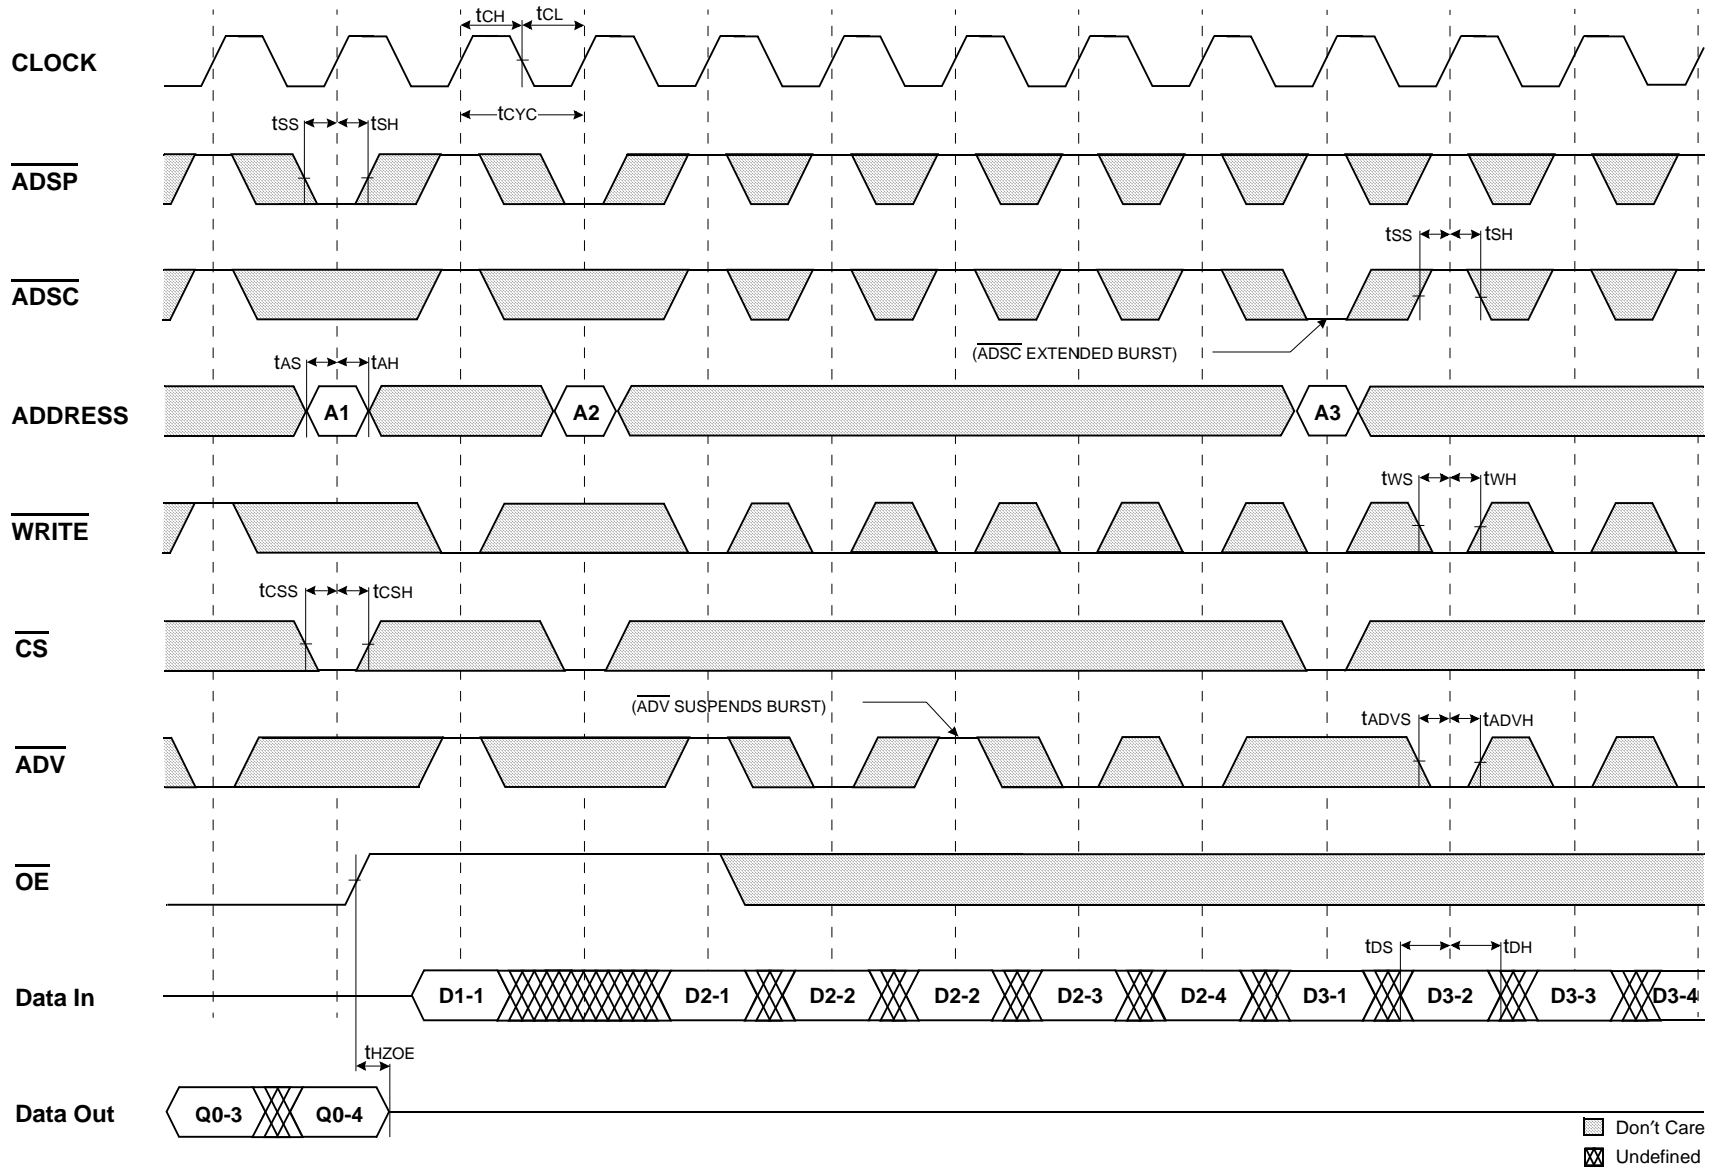 tCH tCL
CLOCK
tCYC
tSS tSH
ADSP
tSS tSH
ADSC
(ADSC EXTENDED BURST)
tAS tAH
ADDRESS A1 A2 A3
tWS tWH
WRITE
tCSS tCSH
CS
(ADV SUSPENDS BURST)
tADVS tADVH
ADV
OE
tDS tDH
Data In D1-1 D2-1 D2-2 D2-2 D2-3 D2-4 D3-1 D3-2 D3-3 D3-4
tHZOE
Data Out Q0-3 Q0-4
Don′t Care
Undefined